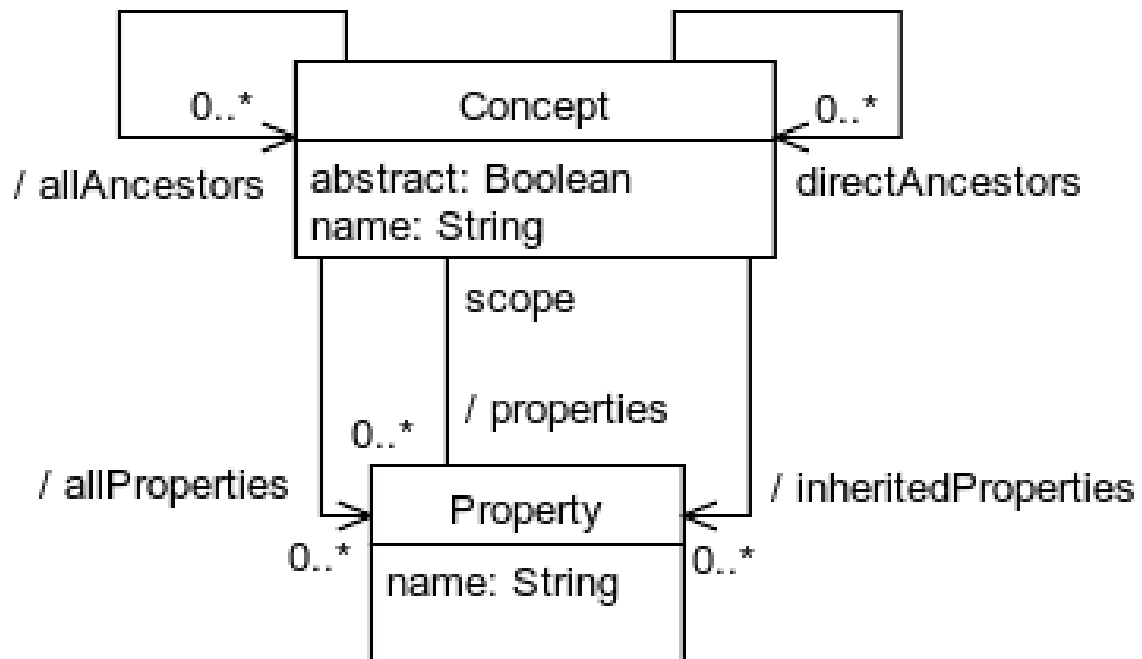 0..*
Concept
0..*
/ allAncestors
abstract: Boolean
directAncestors
name: String
scope
/ properties
0..*
/ allProperties
Property
/ inheritedProperties
0..*
0..*
name: String